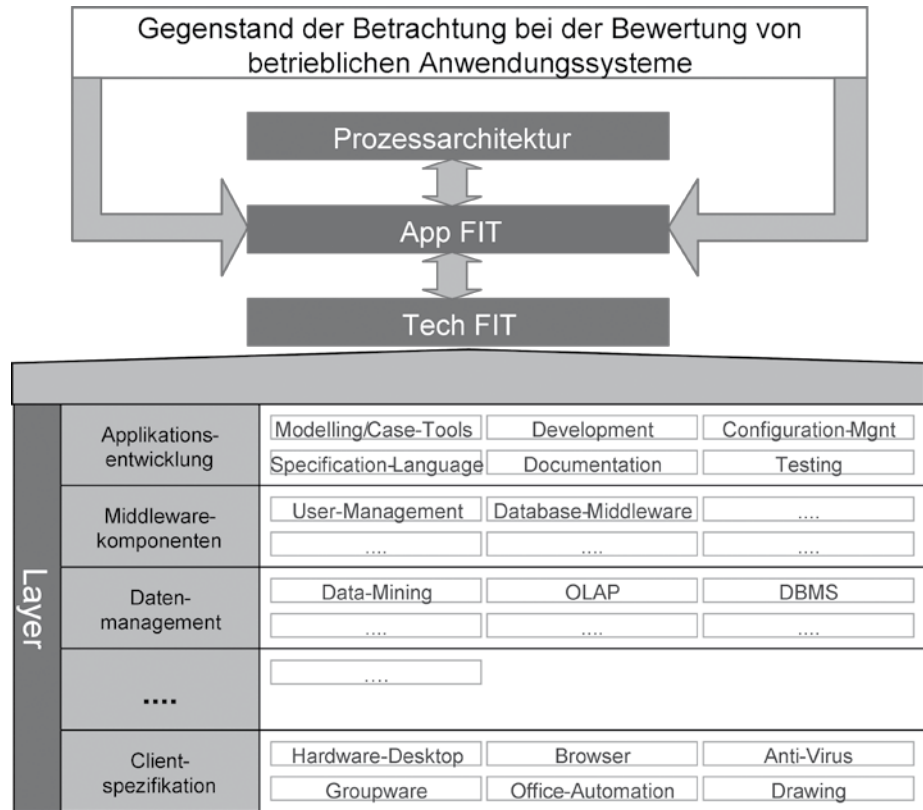 Gegenstand der Betrachtung bei der Bewertung von
betrieblichen Anwendungssysteme
Prozessarchitektur
App FIT
Tech FIT
Layer
Applikations-
entwicklung
Modelling/Case-Tools
Development
Configuration-Mgnt
Specification-Language
Documentation
Testing
Middleware-
komponenten
User-Management
Database-Middleware
....
....
....
....
Daten-
management
Data-Mining
OLAP
DBMS
....
....
....
....
....
Client-
spezifikation
Hardware-Desktop
Browser
Anti-Virus
Groupware
Office-Automation
Drawing